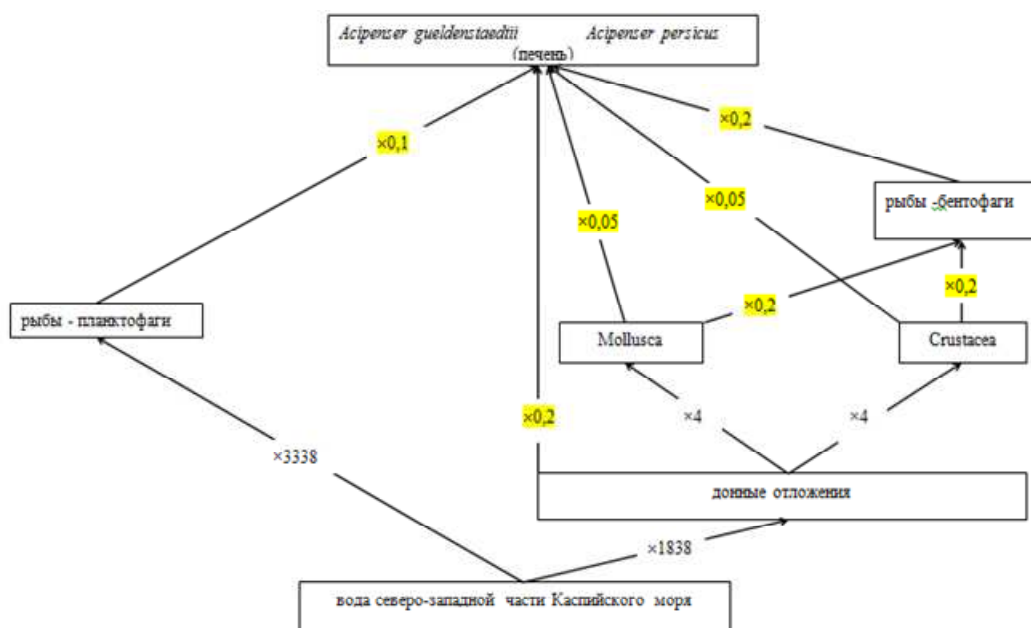 Acipenser gueldenstaedtii Acipenser persicus
(печень)
×0,2
×0,1
рыбы -бентофаги
×0,05
×0,05
×0,2
рыбы - планктофаги
×0,2
Mollusca
Crustacea
×0,2
×4
×4
×3338
донные отложения
×1838
вода северо-западной части Каспийского моря